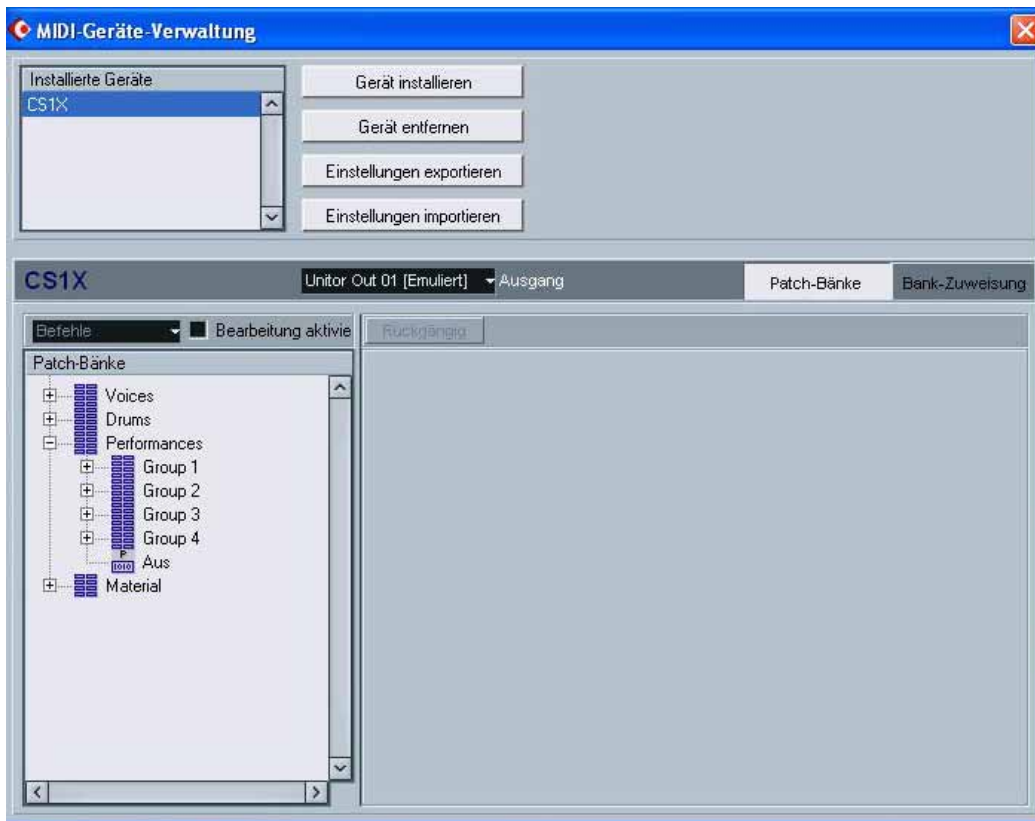 MIDI-Geräte-Verwaltung
Installierte Geräte
CS1X
Gerät installieren
Gerät entfernen
Einstellungen exportieren
Einstellungen importieren
CS1X
Unitor Out 01 [Emuliert]
Ausgang
Patch-Bänke
Bank-Zuweisung
Befehle
Bearbeitung aktivie
Rückgängig
Patch-Bänke
Voices
Drums
Performances
Group 1
Group 2
Group 3
Group 4
P
1010
Aus
Material